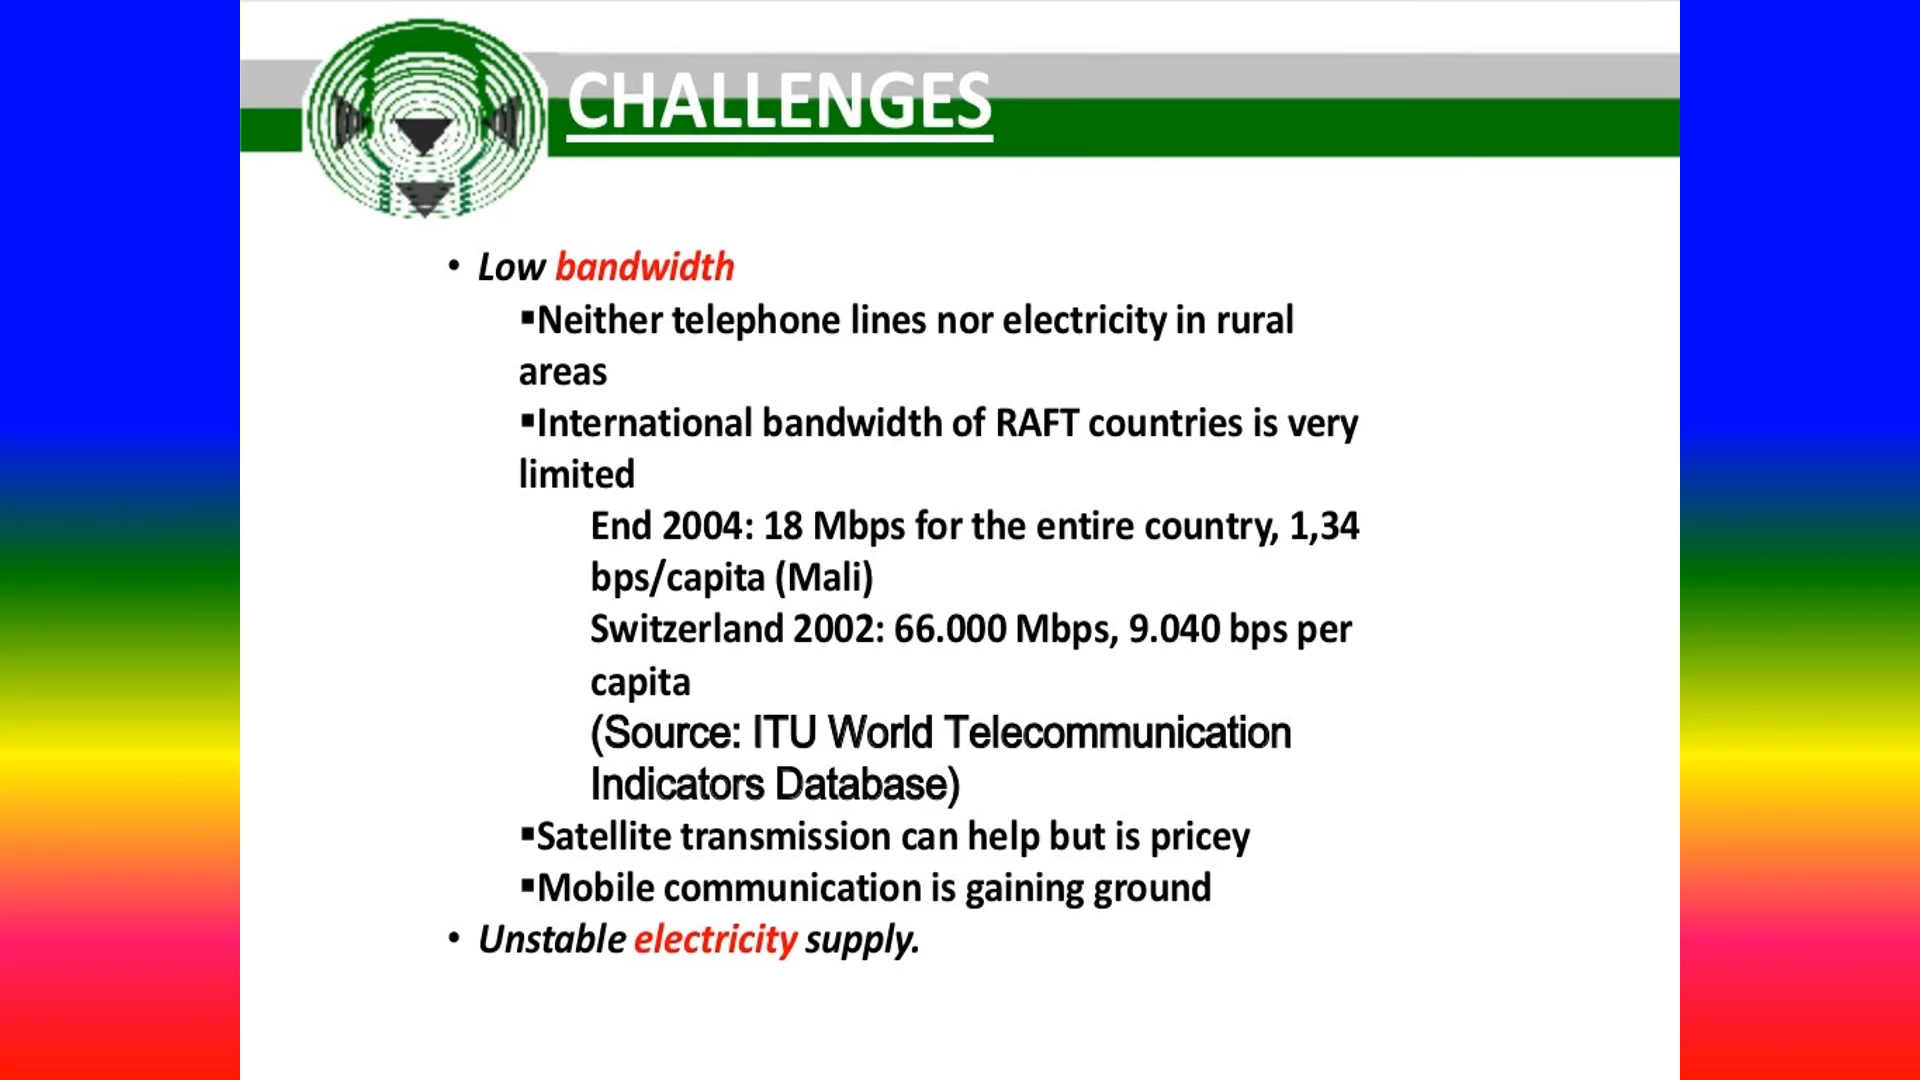 CHALLENGES
• Low bandwidth
▪Neither telephone lines nor electricity in rural
areas
▪International bandwidth of RAFT countries is very
limited
End 2004: 18 Mbps for the entire country, 1,34
bps/capita (Mali)
Switzerland 2002: 66.000 Mbps, 9.040 bps per
capita
(Source: ITU World Telecommunication
Indicators Database)
▪Satellite transmission can help but is pricey
▪Mobile communication is gaining ground
• Unstable electricity supply.